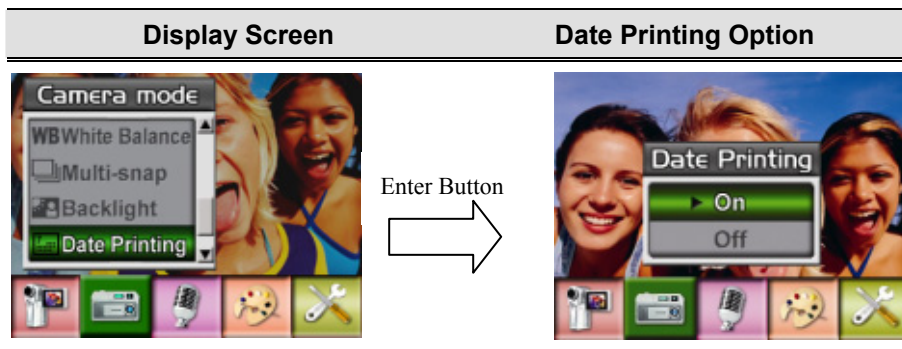 Display Screen
Date Printing Option
Camera mode
WB White Balance
Multi-snap
Backlight
Date Printing
Enter Button
Date Printing
On
Off